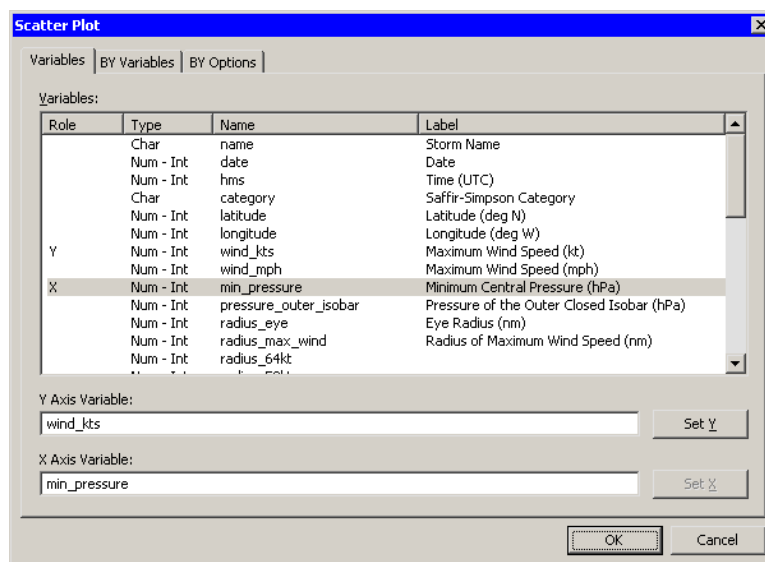 Scatter Plot
Variables BY Variables BY Options
Variables:
Role Type Name Label
Char name Storm Name
Num - Int date Date
Num - Int hms Time (UTC)
Char category Saffir-Simpson Category
Num - Int latitude Latitude (deg N)
Num - Int longitude Longitude (deg W)
Y Num - Int wind_kts Maximum Wind Speed (kt)
Num - Int wind_mph Maximum Wind Speed (mph)
X Num - Int min_pressure Minimum Central Pressure (hPa)
Num - Int pressure_outer_isobar Pressure of the Outer Closed Isobar (hPa)
Num - Int radius_eye Eye Radius (nm)
Num - Int radius_max_wind Radius of Maximum Wind Speed (nm)
Num - Int radius_64kt
Y Axis Variable:
wind_kts Set Y
X Axis Variable:
min_pressure Set X
OK Cancel